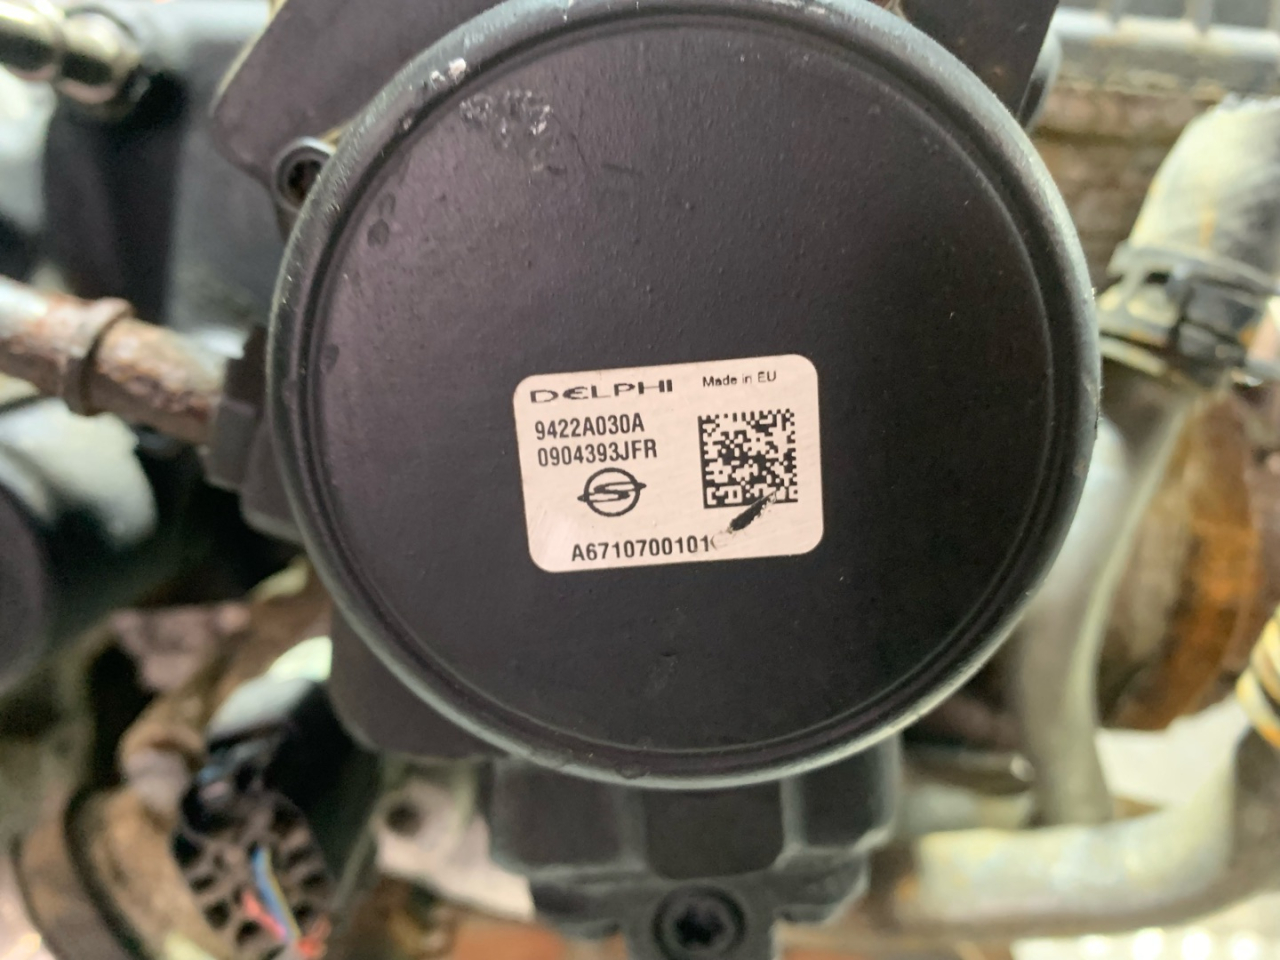 DELPHI Made in EU
9422A030A
0904393JFR
A6710700101